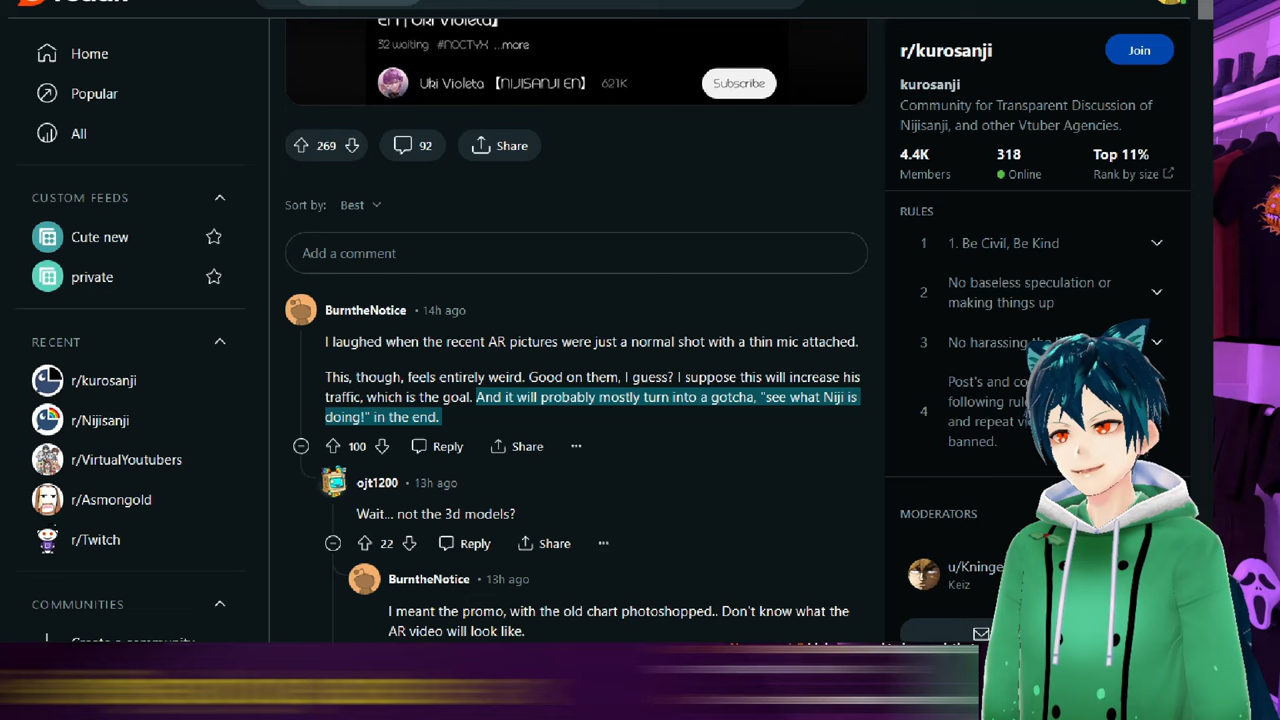 32 waiting #NOCTYX ...more
Uki Violeta 【NIJISANJI EN】 621K
Subscribe
269
92
Share
Sort by: Best
Add a comment
BurntheNotice • 14h ago
I laughed when the recent AR pictures were just a normal shot with a thin mic attached.
This, though, feels entirely weird. Good on them, I guess? I suppose this will increase his
traffic, which is the goal. And it will probably mostly turn into a gotcha, "see what Niji is
doing!" in the end.
100 Reply Share ...
ojt1200 • 13h ago
Wait... not the 3d models?
22 Reply Share ...
BurntheNotice • 13h ago
I meant the promo, with the old chart photoshopped.. Don't know what the
AR video will look like.
Home
Popular
All
CUSTOM FEEDS
Cute new
private
RECENT
r/kurosanji
r/Nijisanji
r/VirtualYoutubers
r/Asmongold
r/Twitch
COMMUNITIES
r/kurosanji
Join
kurosanji
Community for Transparent Discussion of
Nijisanji, and other Vtuber Agencies.
4.4K 318 Top 11%
Members Online Rank by size
RULES
1 1. Be Civil, Be Kind
2 No baseless speculation or
making things up
3 No harassing
4 Post's and
following
and repeat
banned.
MODERATORS
Keiz